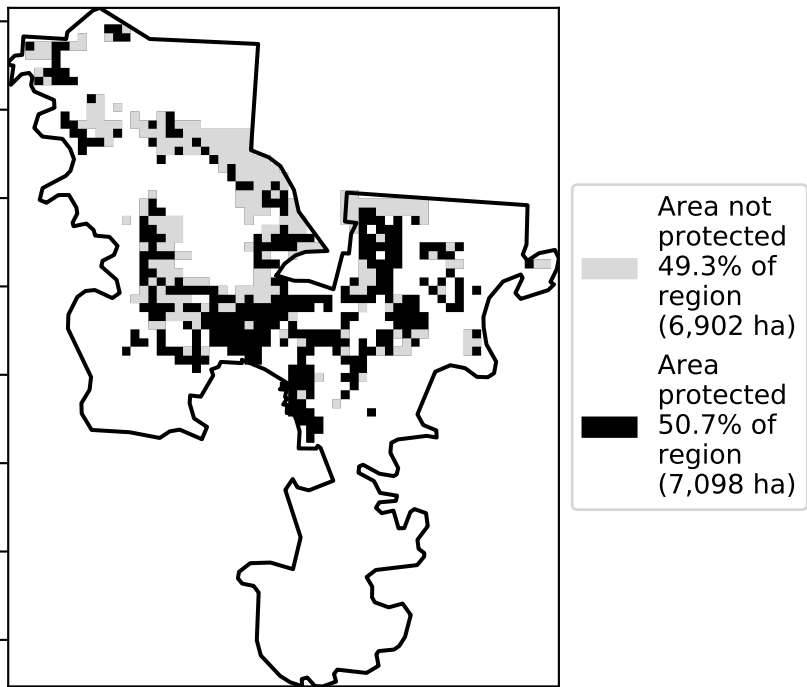 Area not
protected
49.3% of
region
(6,902 ha)
Area
protected
50.7% of
region
(7,098 ha)